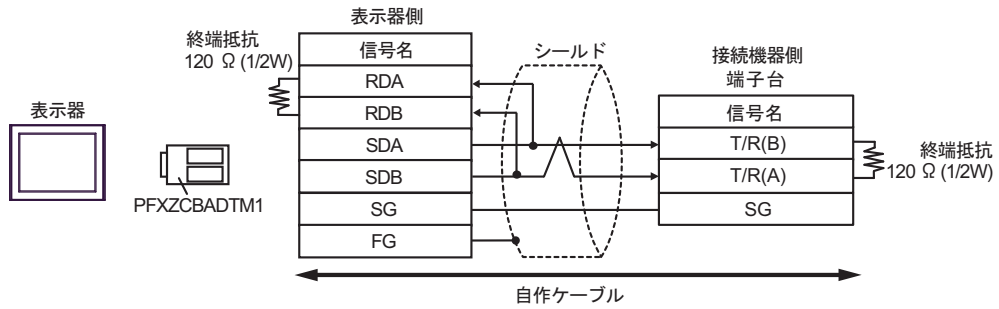 表示器
PFXZCBADTM1
終端抵抗
120 Ω (1/2W)
表示器側
信号名
RDA
RDB
SDA
SDB
SG
FG
シールド
接続機器側
端子台
信号名
T/R(B)
T/R(A)
SG
終端抵抗
120 Ω (1/2W)
自作ケーブル